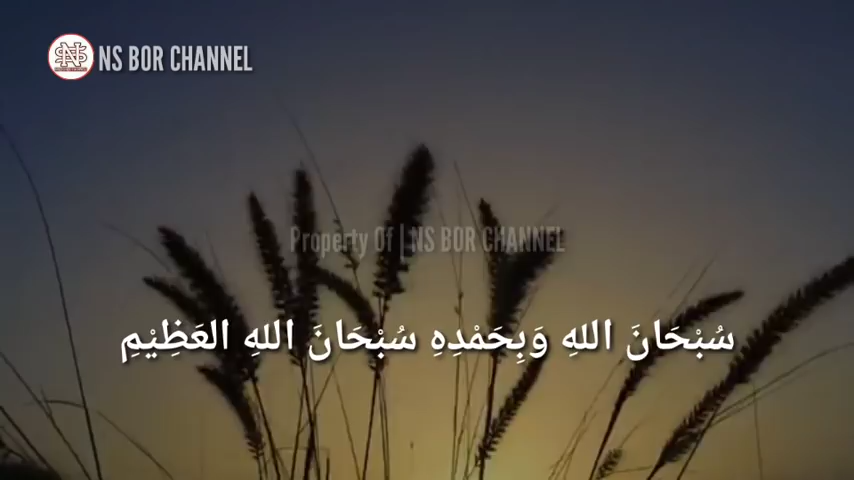 NS BOR CHANNEL
Property Of | NS BOR CHANNEL
سُبْحَانَ اللهِ وَبِحَمْدِهِ سُبْحَانَ اللهِ العَظِيْمِ